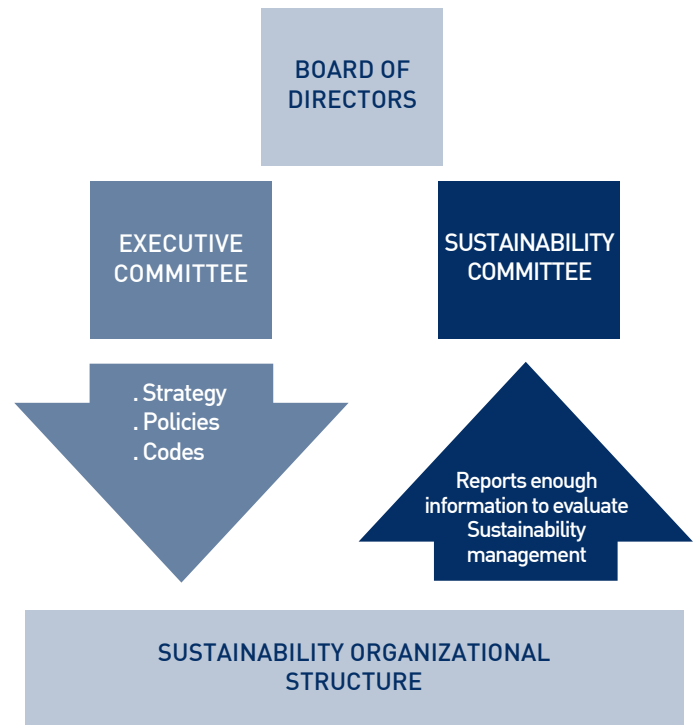 BOARD OF
DIRECTORS
EXECUTIVE
COMMITTEE
SUSTAINABILITY
COMMITTEE
. Strategy
. Policies
. Codes
Reports enough
information to evaluate
Sustainability
management
SUSTAINABILITY ORGANIZATIONAL
STRUCTURE